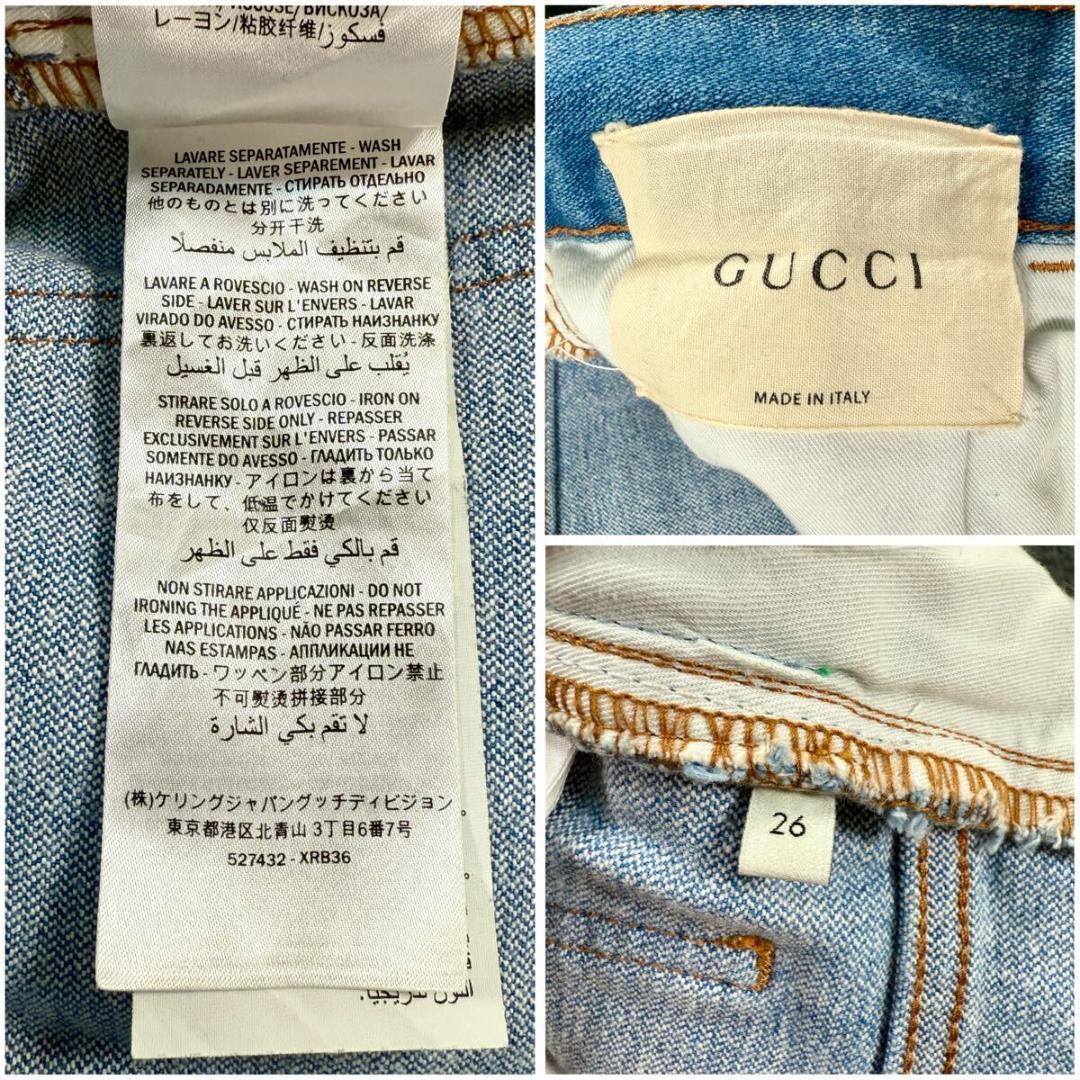 VISCOSE/ВИСКОЗА/
レーヨン/粘胶纤维/فسكوز
LAVARE SEPARATAMENTE - WASH
SEPARATELY - LAVER SEPAREMENT - LAVAR
SEPARADAMENTE - СТИРАТЬ ОТДЕЛЬНО
他のものとは別に洗ってください
分开干洗
قم بتنظيف الملابس منفصلًا
LAVARE A ROVESCIO - WASH ON REVERSE
SIDE - LAVER SUR L'ENVERS - LAVAR
VIRADO DO AVESSO - СТИРАТЬ НАИЗНАНКУ
裏返してお洗いください - 反面洗涤
يُقلب على الظهر قبل الغسيل
STIRARE SOLO A ROVESCIO - IRON ON
REVERSE SIDE ONLY - REPASSER
EXCLUSIVEMENT SUR L'ENVERS - PASSAR
SOMENTE DO AVESSO - ГЛАДИТЬ ТОЛЬКО
НАИЗНАНКУ - アイロンは裏から当て
布をして、低温でかけてください
仅反面熨烫
قم بالكي فقط على الظهر
NON STIRARE APPLICAZIONI - DO NOT
IRONING THE APPLIQUÉ - NE PAS REPASSER
LES APPLICATIONS - NÃO PASSAR FERRO
NAS ESTAMPAS - АППЛИКАЦИИ НЕ
ГЛАДИТЬ - ワッペン部分アイロン禁止
不可熨烫拼接部分
لا تقم بكي الشارة
(株)ケリングジャパングッチディビジョン
東京都港区北青山 3丁目6番7号
527432 - XRB36
GUCCI
MADE IN ITALY
26